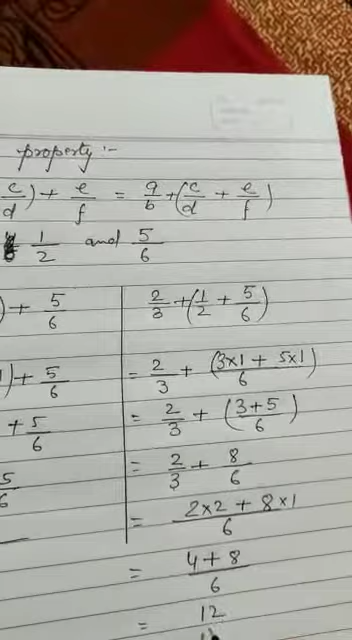 property :-
c/d) + e/f = a/b + (c/d + e/f)
1/2 and 5/6
) + 5/6
2/3 + (1/2 + 5/6)
) + 5/6
= 2/3 + (3×1 + 5×1)/6
+ 5/6
= 2/3 + (3+5)/6
5/6
= 2/3 + 8/6
= 2×2 + 8×1/6
= 4+8/6
= 12